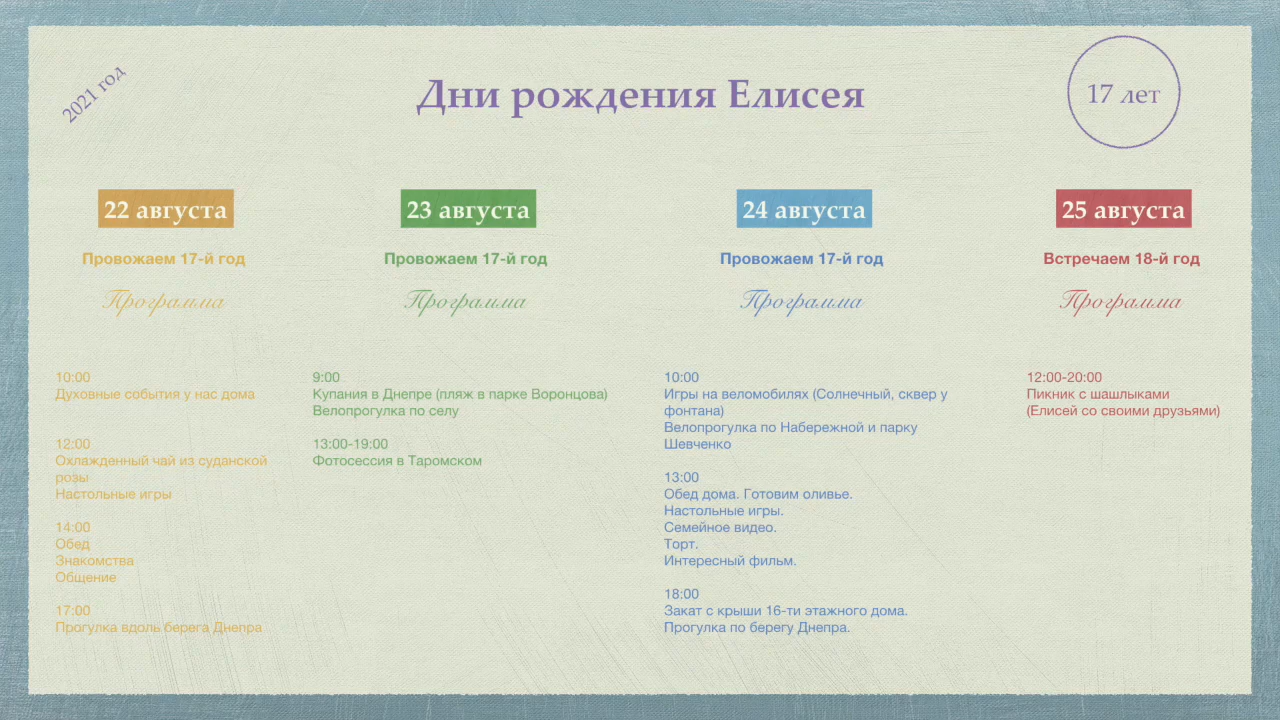 2021 год
Дни рождения Елисея
17 лет
22 августа
Провожаем 17-й год
Программа
10:00
Духовные события у нас дома
12:00
Охлажденный чай из суданской
розы
Настольные игры
14:00
Обед
Знакомства
Общение
17:00
Прогулка вдоль берега Днепра
23 августа
Провожаем 17-й год
Программа
9:00
Купания в Днепре (пляж в парке Воронцова)
Велопрогулка по селу
13:00-19:00
Фотосессия в Таромском
24 августа
Провожаем 17-й год
Программа
10:00
Игры на веломобилях (Солнечный, сквер у
фонтана)
Велопрогулка по Набережной и парку
Шевченко
13:00
Обед дома. Готовим оливье.
Настольные игры.
Семейное видео.
Торт.
Интересный фильм.
18:00
Закат с крыши 16-ти этажного дома.
Прогулка по берегу Днепра.
25 августа
Встречаем 18-й год
Программа
12:00-20:00
Пикник с шашлыками
(Елисей со своими друзьями)